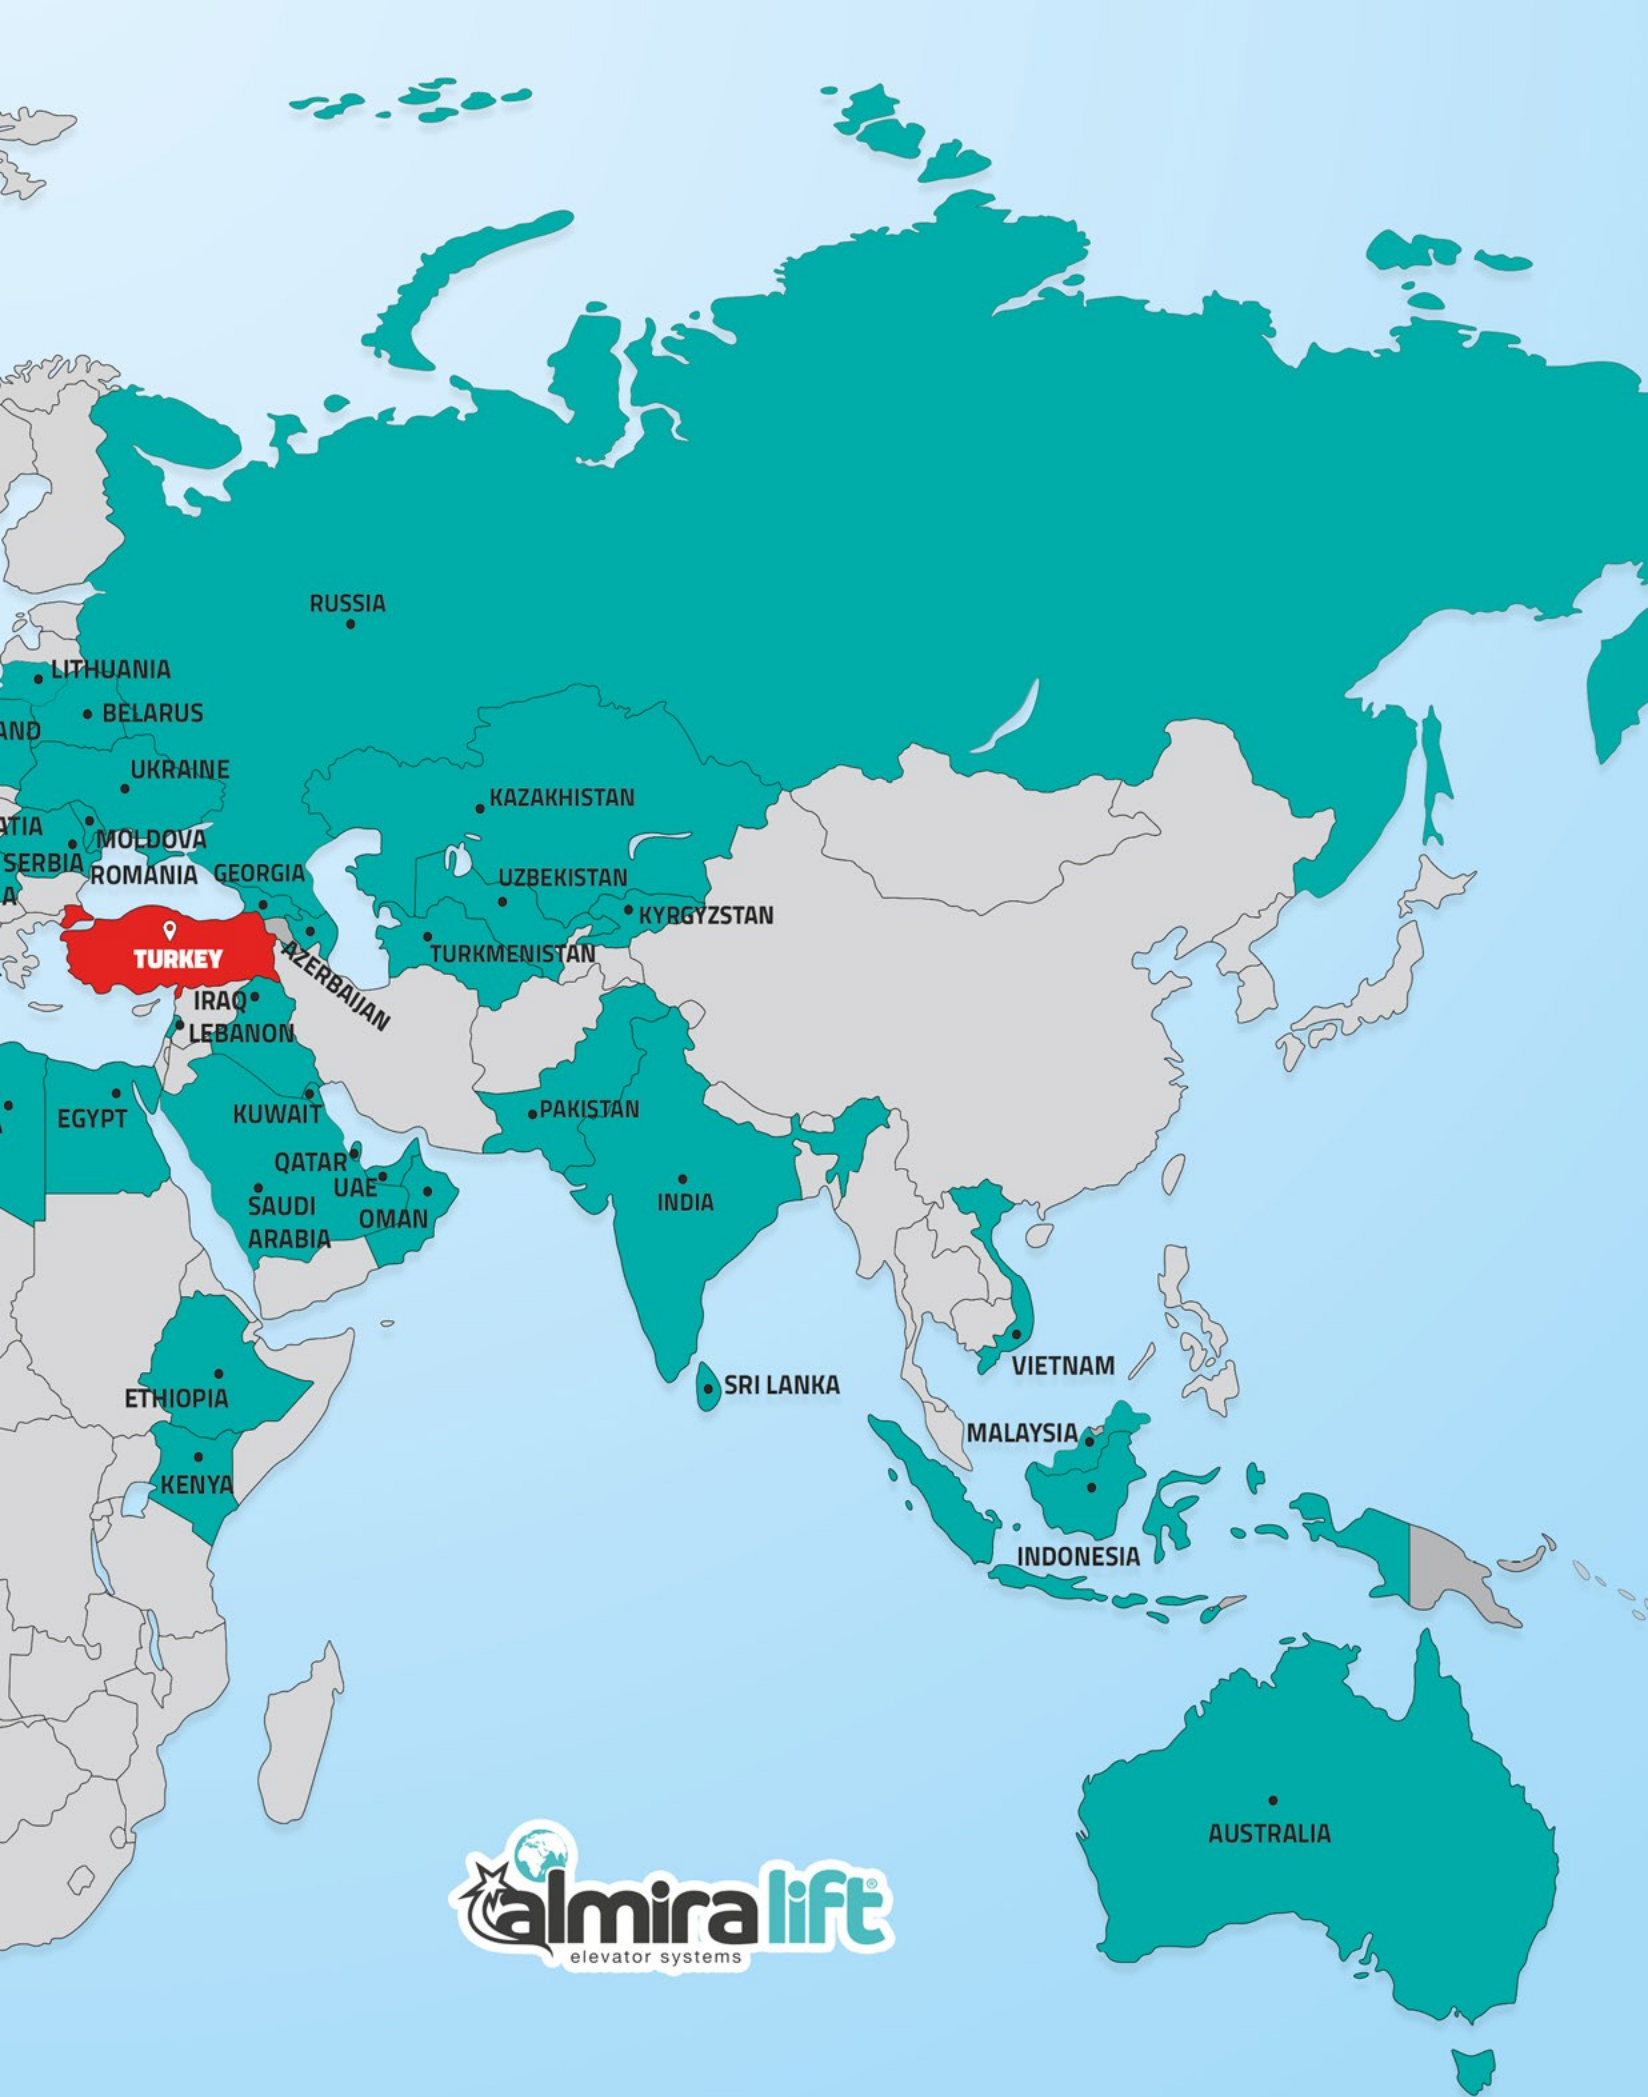 RUSSIA
LITHUANIA
BELARUS
AND
UKRAINE
KAZAKHISTAN
ATIA
MOLDOVA
SERBIA
ROMANIA
GEORGIA
UZBEKISTAN
A
KYRGYZSTAN
TURKMENISTAN
TURKEY
AZERBAIJAN
IRAQ
LEBANON
EGYPT
KUWAIT
PAKISTAN
QATAR
UAE
SAUDI
ARABIA
OMAN
INDIA
VIETNAM
SRI LANKA
ETHIOPIA
MALAYSIA
KENYA
INDONESIA
AUSTRALIA
almira lift®
elevator systems